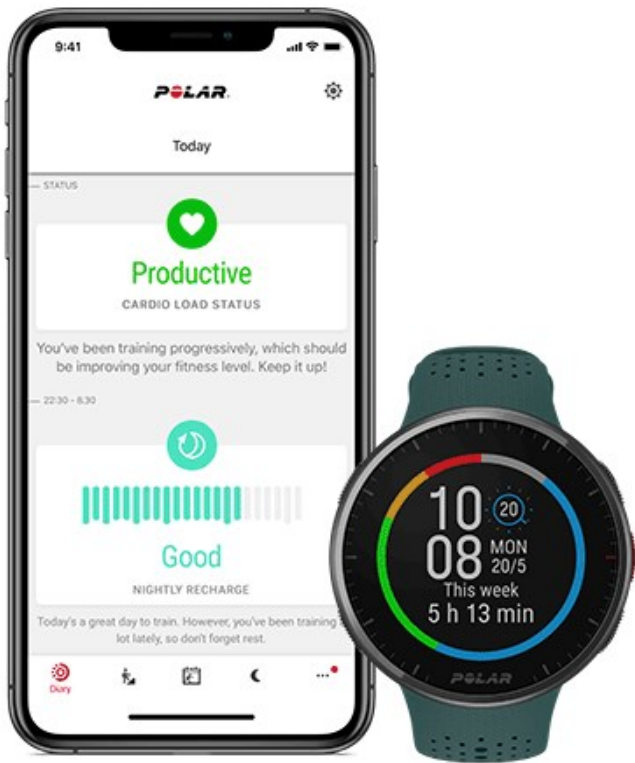 9:41
POLAR
Today
STATUS
Productive
CARDIO LOAD STATUS
You've been training progressively, which should
be improving your fitness level. Keep it up!
22:30 - 8.30
Good
NIGHTLY RECHARGE
Today's a great day to train. However, you've been training
lot lately, so don't forget rest.
Diary
10
20
08
MON
20/5
This week
5 h 13 min
POLAR